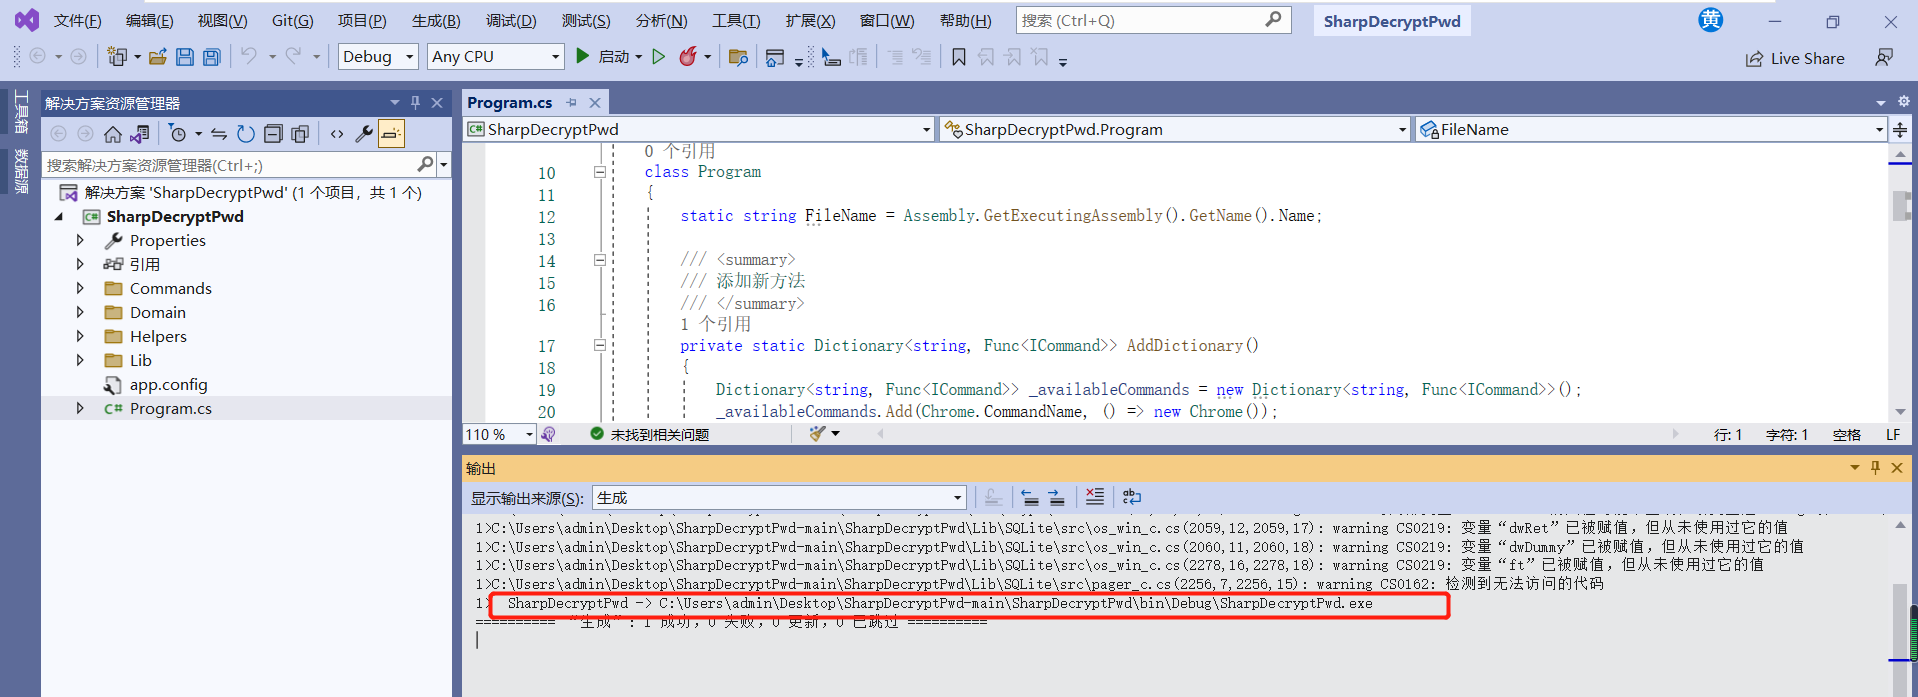 文件(F) 编辑(E) 视图(V) Git(G) 项目(P) 生成(B) 调试(D) 测试(S) 分析(N) 工具(T) 扩展(X) 窗口(W) 帮助(H) 搜索 (Ctrl+Q) SharpDecryptPwd 黄
Debug Any CPU 启动 Live Share
工具箱
数据源
解决方案资源管理器
搜索解决方案资源管理器(Ctrl+;)
解决方案 'SharpDecryptPwd' (1 个项目，共 1 个)
SharpDecryptPwd
Properties
引用
Commands
Domain
Helpers
Lib
app.config
Program.cs
Program.cs
SharpDecryptPwd SharpDecryptPwd.Program FileName
0 个引用
10 class Program
11 {
12 static string FileName = Assembly.GetExecutingAssembly().GetName().Name;
13
14 /// <summary>
15 /// 添加新方法
16 /// </summary>
1 个引用
17 private static Dictionary<string, Func<ICommand>> AddDictionary()
18 {
19 Dictionary<string, Func<ICommand>> _availableCommands = new Dictionary<string, Func<ICommand>>();
20 _availableCommands.Add(Chrome.CommandName, () => new Chrome());
110 % 未找到相关问题 行: 1 字符: 1 空格 LF
输出
显示输出来源(S): 生成
1>C:\Users\admin\Desktop\SharpDecryptPwd-main\SharpDecryptPwd\Lib\SQLite\src\os_win_c.cs(2059,12,2059,17): warning CS0219: 变量“dwRet”已被赋值，但从未使用过它的值
1>C:\Users\admin\Desktop\SharpDecryptPwd-main\SharpDecryptPwd\Lib\SQLite\src\os_win_c.cs(2060,11,2060,18): warning CS0219: 变量“dwDummy”已被赋值，但从未使用过它的值
1>C:\Users\admin\Desktop\SharpDecryptPwd-main\SharpDecryptPwd\Lib\SQLite\src\os_win_c.cs(2278,16,2278,18): warning CS0219: 变量“ft”已被赋值，但从未使用过它的值
1>C:\Users\admin\Desktop\SharpDecryptPwd-main\SharpDecryptPwd\Lib\SQLite\src\pager_c.cs(2256,7,2256,15): warning CS0162: 检测到无法访问的代码
1> SharpDecryptPwd -> C:\Users\admin\Desktop\SharpDecryptPwd-main\SharpDecryptPwd\bin\Debug\SharpDecryptPwd.exe
========== “生成”: 1 成功，0 失败，0 更新，0 已跳过 ==========